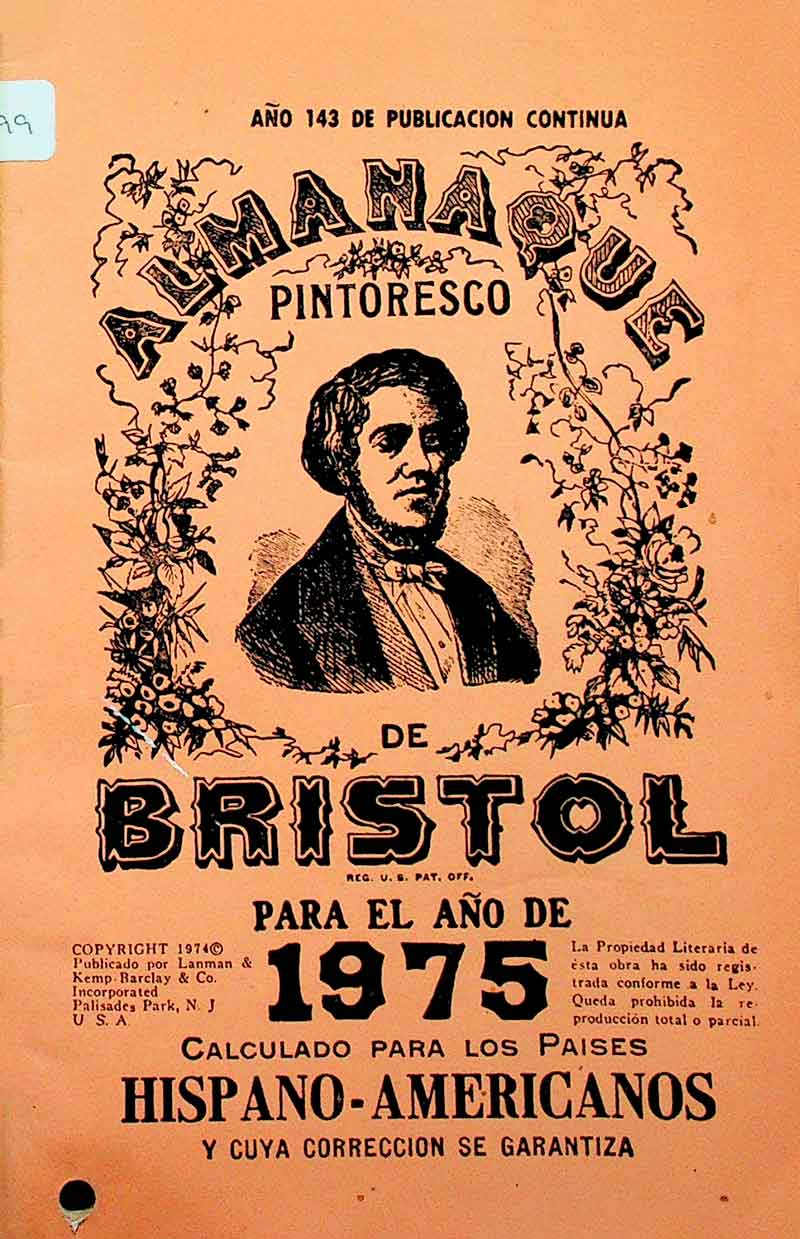 99
AÑO 143 DE PUBLICACION CONTINUA
ALMANAQUE
PINTORESCO
DE
BRISTOL
REG. U. S. PAT. OFF.
PARA EL AÑO DE
1975
COPYRIGHT 1974©
Publicado por Lanman &
Kemp-Barclay & Co.
Incorporated
Palisades Park, N. J
U S. A
La Propiedad Literaria de
ésta obra ha sido regis-
trada conforme a la Ley.
Queda prohibida la re-
producción total o parcial.
CALCULADO PARA LOS PAISES
HISPANO-AMERICANOS
Y CUYA CORRECCION SE GARANTIZA